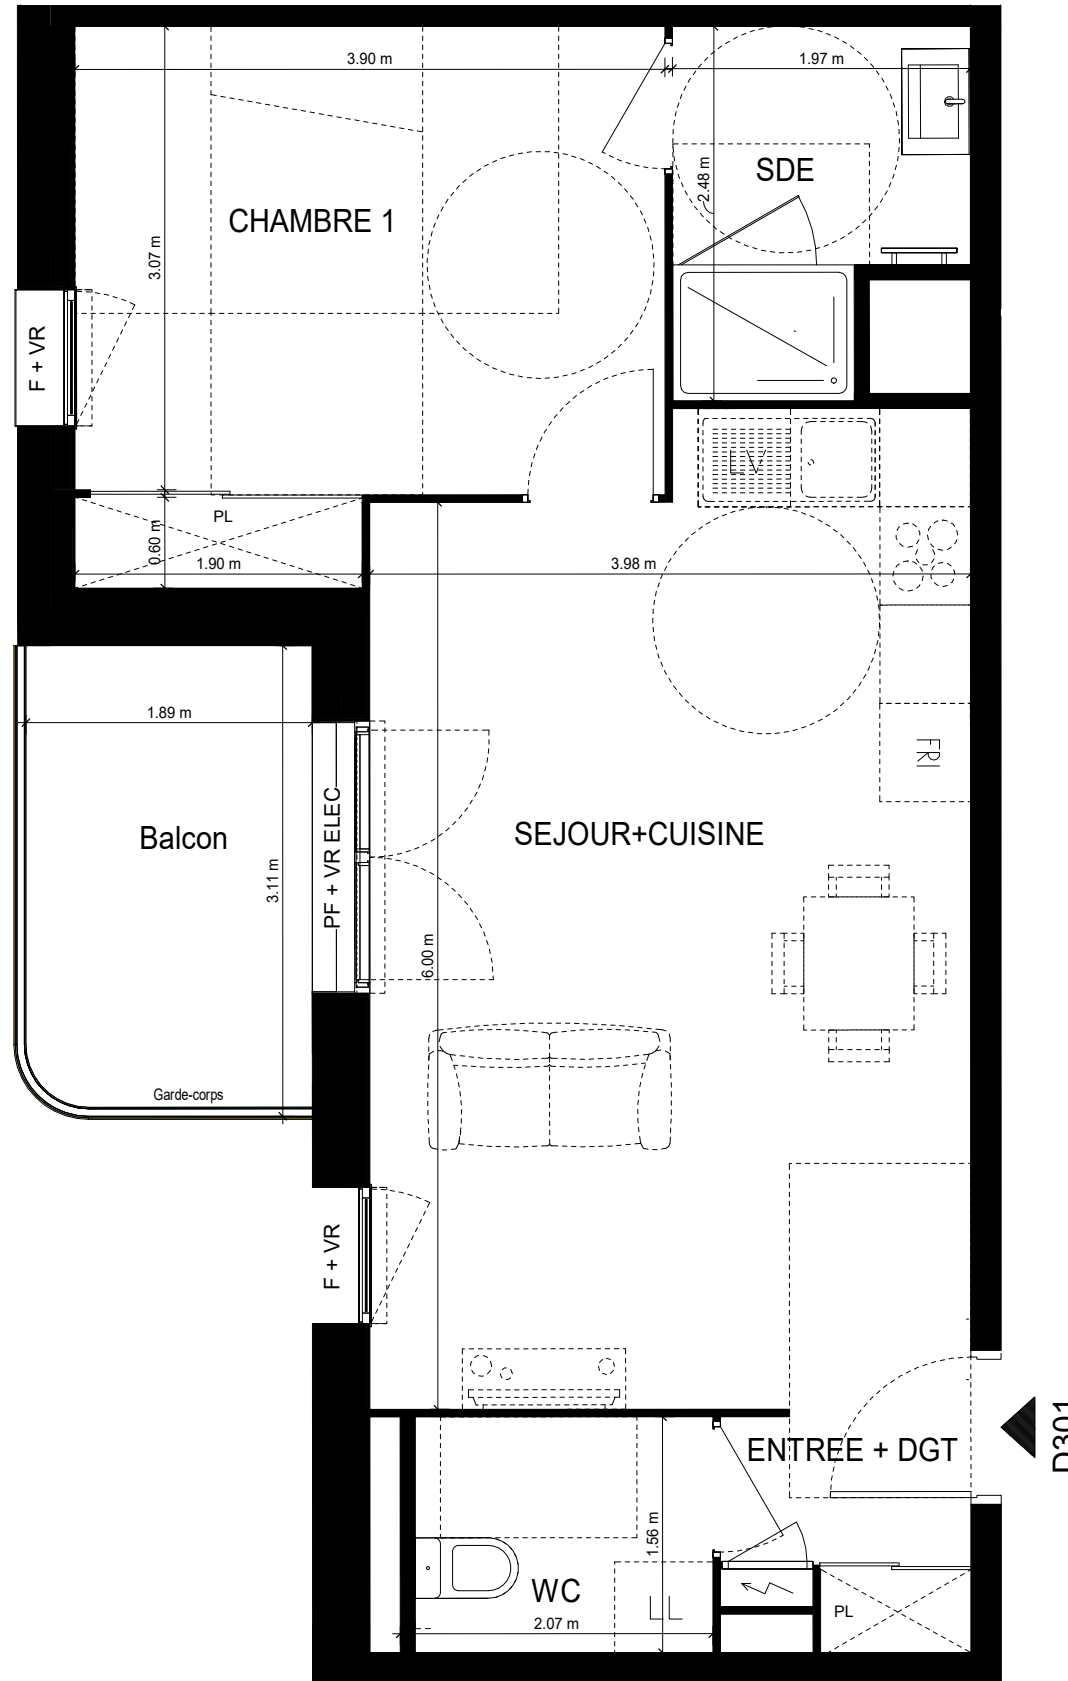 3.90 m
1.97 m
SDE
2.48 m
CHAMBRE 1
3.07 m
F + VR
LV
PL
0.60 m
1.90 m
3.98 m
1.89 m
FRI
PF + VR ELEC
Balcon
SEJOUR+CUISINE
3.11 m
6.00 m
Garde-corps
F + VR
D301
ENTREE + DGT
1.56 m
WC
LL
PL
2.07 m